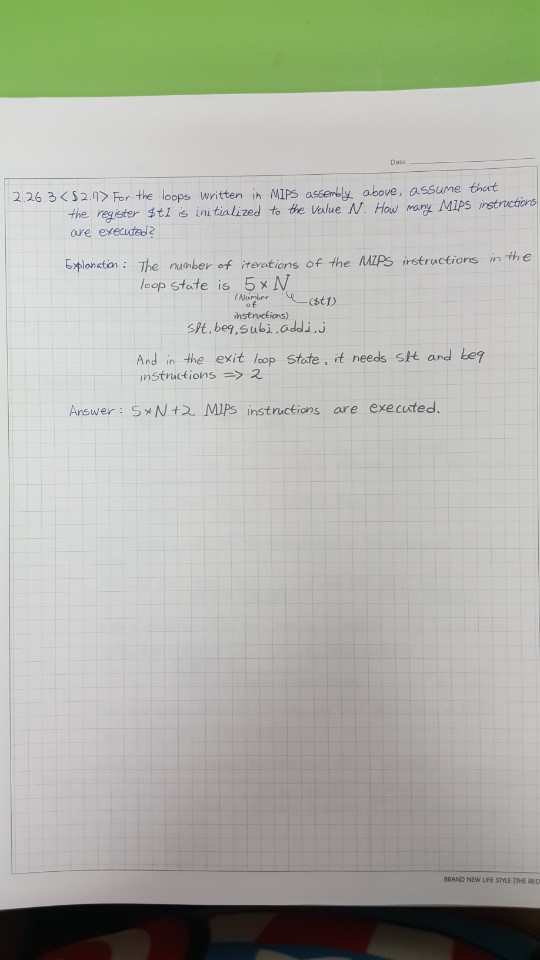 Date
2.26.3 <§2.7> For the loops written in MIPS assembly above, assume that
the register $t1 is initialized to the value N. How many MIPS instructions
are executed?
Explanation : The number of iterations of the MIPS instructions in the
loop state is 5 × N
(Number of instructions)
($t1)
slt, beq, subi, addi, j
And in the exit loop state, it needs slt and beq
instructions => 2
Answer : 5×N+2 MIPS instructions are executed.
BRAND NEW LIFE STYLE [THE RED